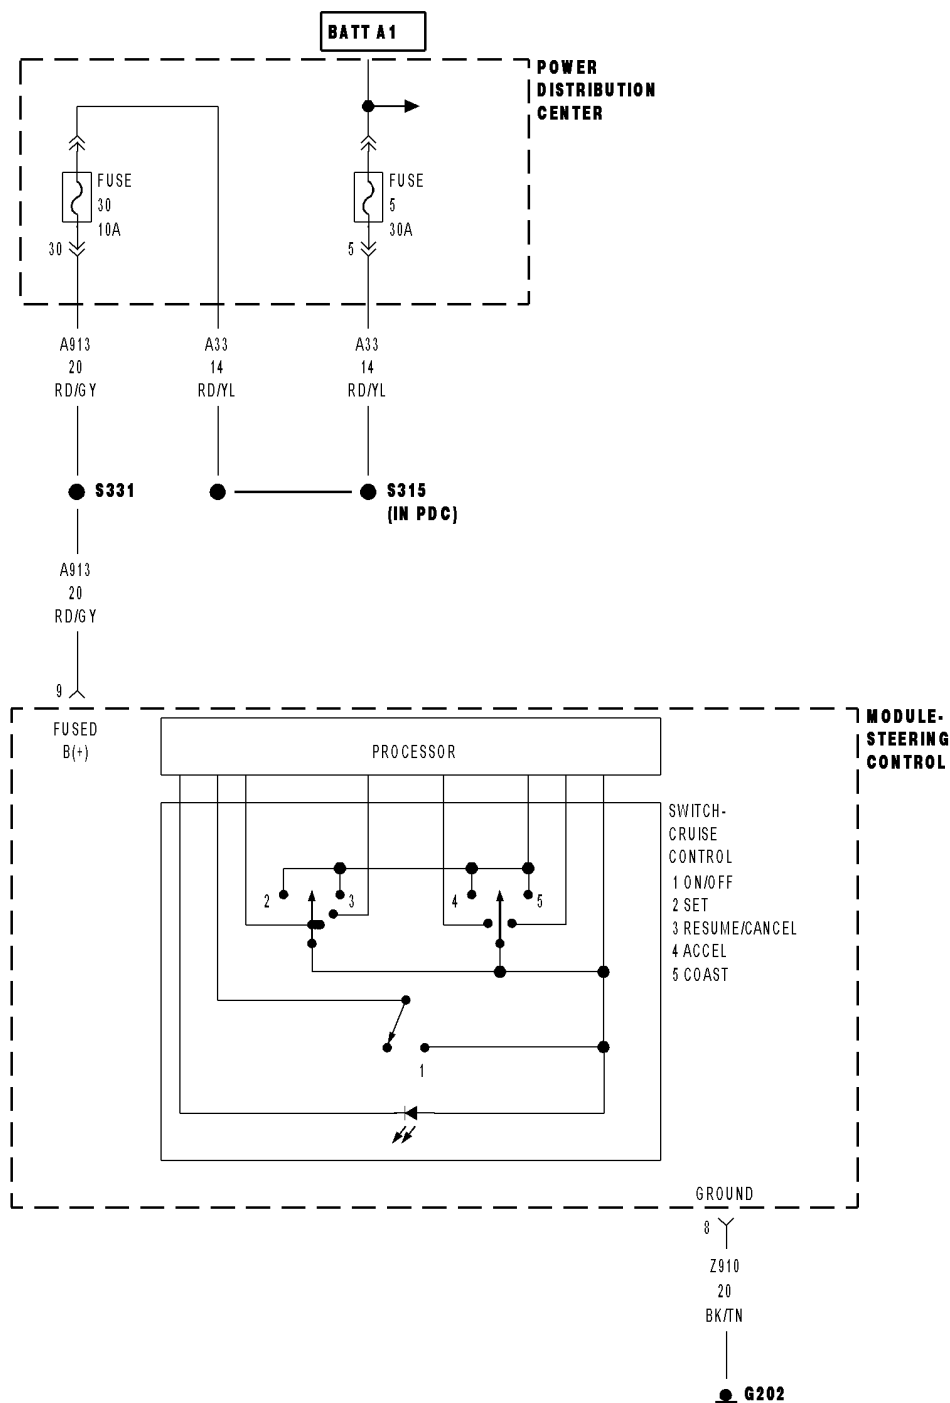 BATT A1
POWER
DISTRIBUTION
CENTER
FUSE
30
10A
30
FUSE
5
30A
5
A913
20
RD/GY
A33
14
RD/YL
A33
14
RD/YL
S331
S315
(IN PDC)
A913
20
RD/GY
9
FUSED
B(+)
MODULE-
STEERING
CONTROL
PROCESSOR
SWITCH-
CRUISE
CONTROL
1 ON/OFF
2 SET
3 RESUME/CANCEL
4 ACCEL
5 COAST
2
3
4
5
1
GROUND
8
Z910
20
BK/TN
G202